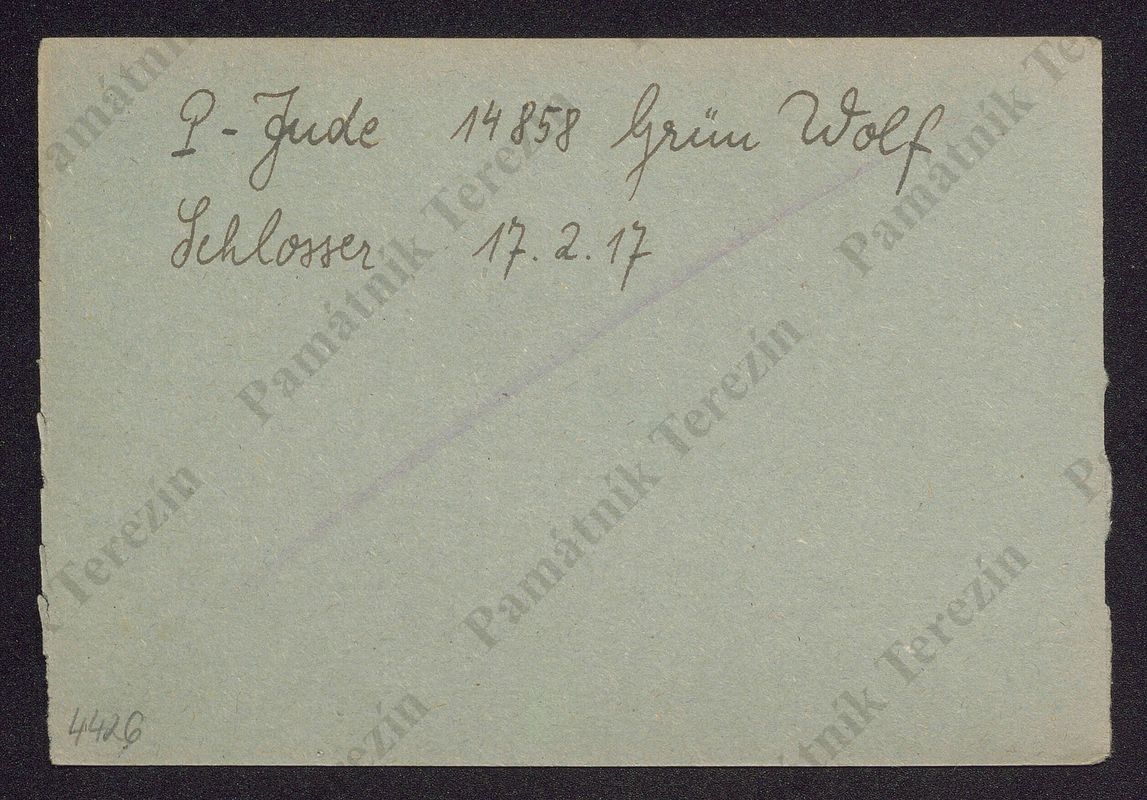 P - Jude 14858 Grün Wolf
Schlosser 17. 2. 17
4426
Památník Terezín